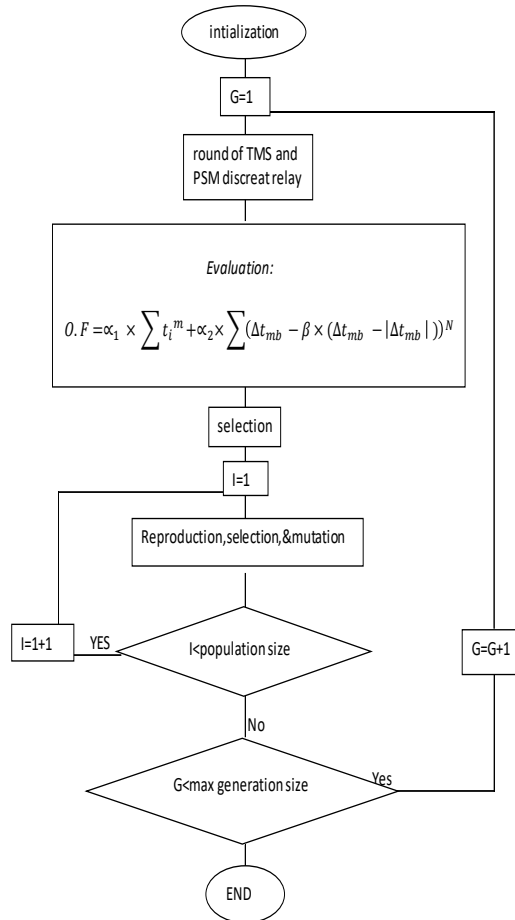 intialization
G=1
round of TMS and
PSM discreat relay
Evaluation:
O.F =∝₁ × ∑ tᵢᵐ +∝₂× ∑(Δt_mb − β × (Δt_mb − |Δt_mb| ))ᴺ
selection
I=1
Reproduction,selection,&mutation
I<population size
YES
I=1+1
No
G<max generation size
Yes
G=G+1
END